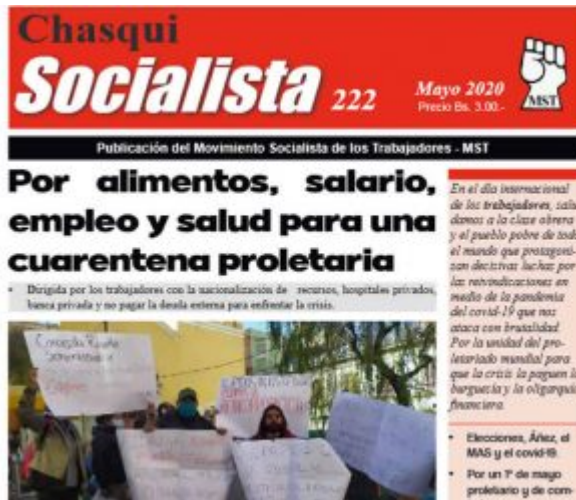 Chasqui
Socialista 222
Mayo 2020
Precio Bs. 3.00.-
MST
Publicación del Movimiento Socialista de los Trabajadores - MST
Por alimentos, salario,
empleo y salud para una
cuarentena proletaria
• Dirigida por los trabajadores con la nacionalización de recursos, hospitales privados,
banca privada y no pagar la deuda externa para enfrentar la crisis.
En el día internacional
de los trabajadores, salu
damos a la clase obrera
y el pueblo pobre de todo
el mundo que protagoni-
zan decisivas luchas por
las reivindicaciones en
medio de la pandemia
del covid-19 que nos
ataca con brutalidad.
Por la unidad del pro-
letariado mundial para
que la crisis la paguen la
burguesía y la oligarquía
financiera.
• Elecciones, Áñez, el
MAS y el covid-19.
• Por un 1º de mayo
proletario y de com